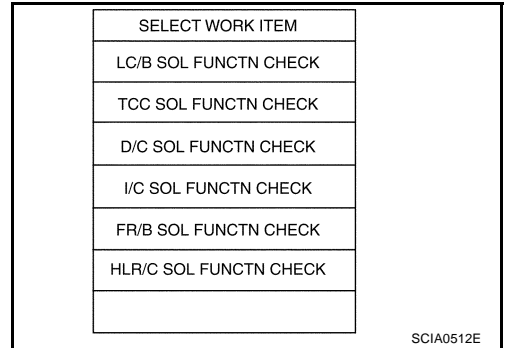 SELECT WORK ITEM
LC/B SOL FUNCTN CHECK
TCC SOL FUNCTN CHECK
D/C SOL FUNCTN CHECK
I/C SOL FUNCTN CHECK
FR/B SOL FUNCTN CHECK
HLR/C SOL FUNCTN CHECK
SCIA0512E